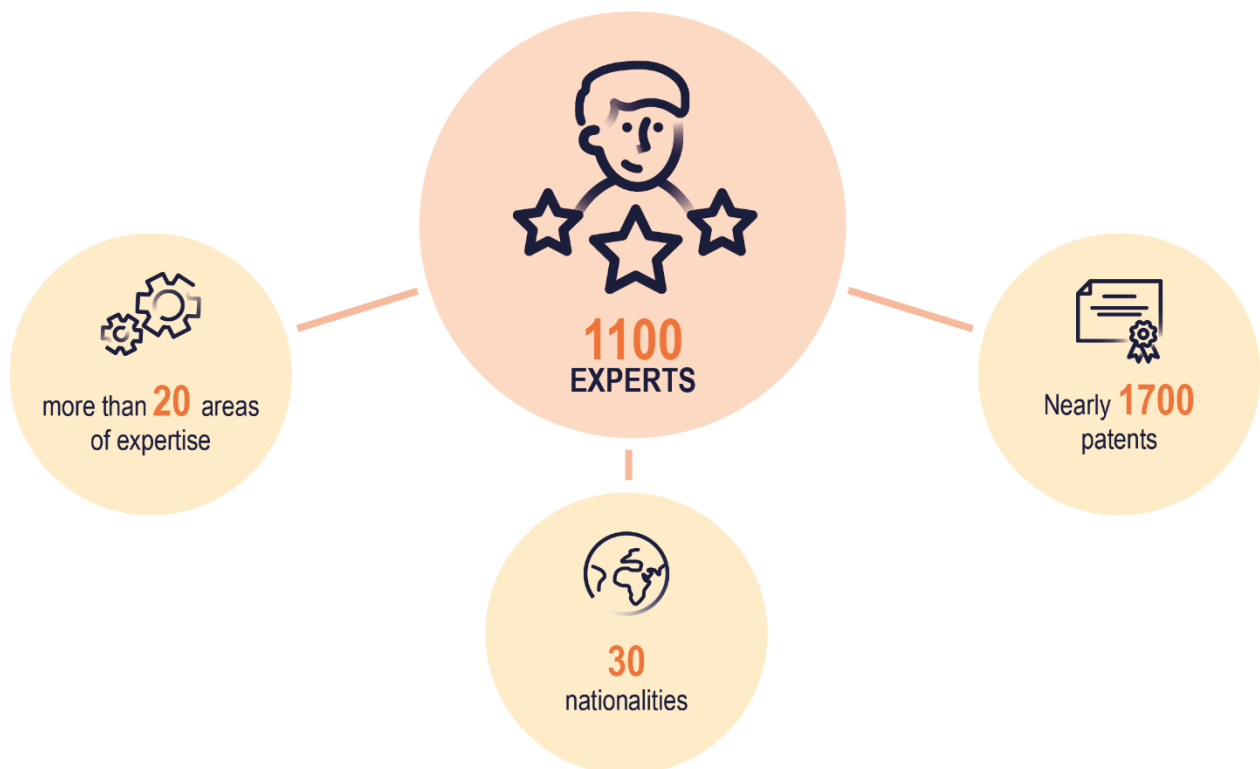 1100
EXPERTS
more than 20 areas
of expertise
Nearly 1700
patents
30
nationalities